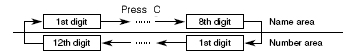 Press C
1st digit ...... 8th digit Name area
12th digit ...... 1st digit Number area